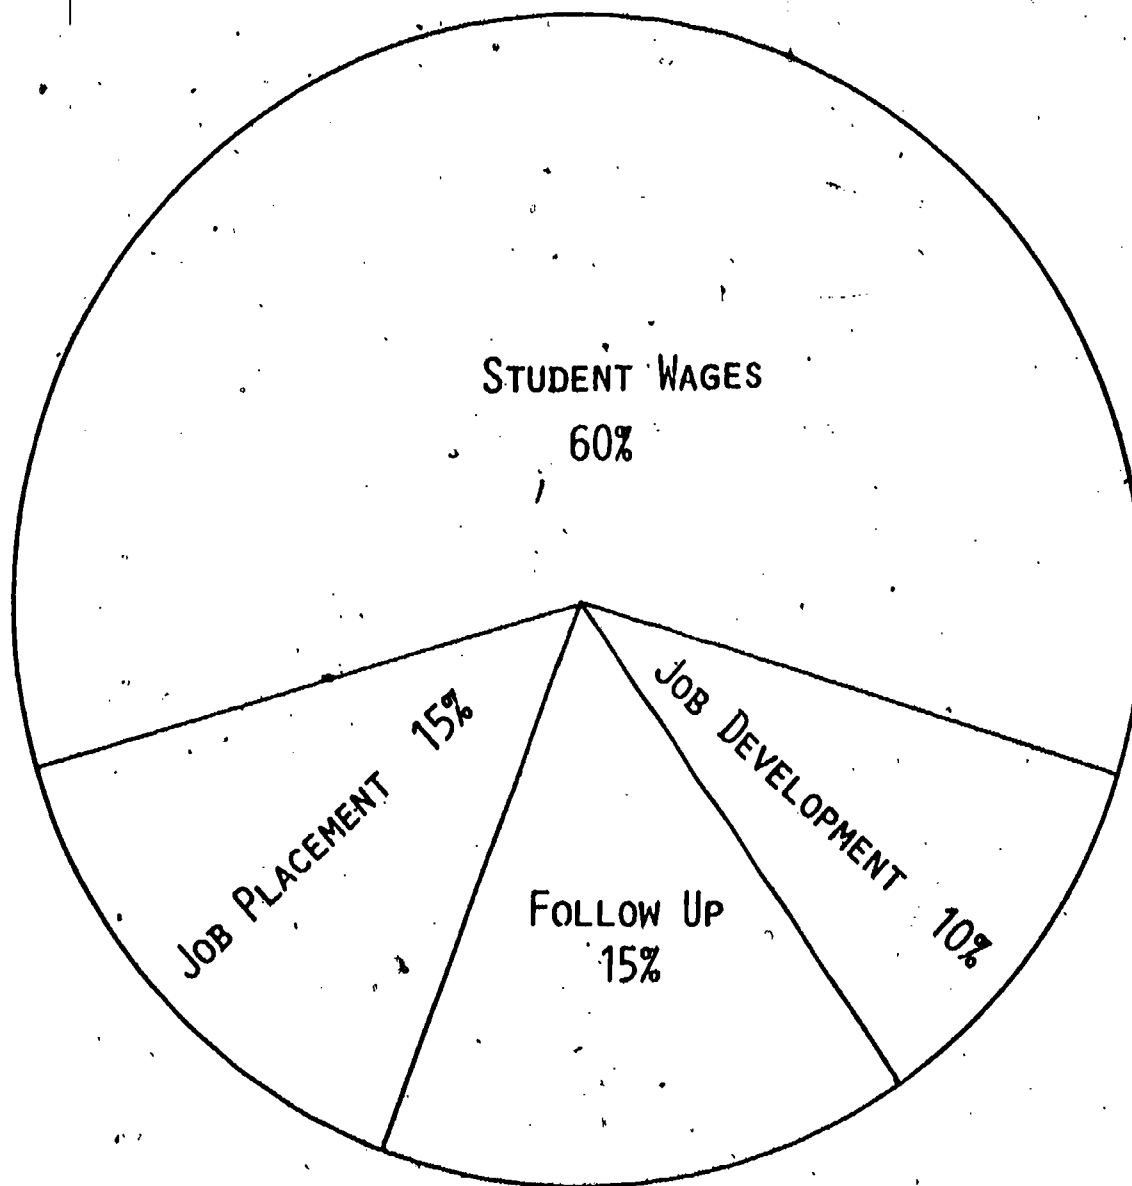 STUDENT WAGES
60%
JOB PLACEMENT 15%
FOLLOW UP
15%
JOB DEVELOPMENT 10%